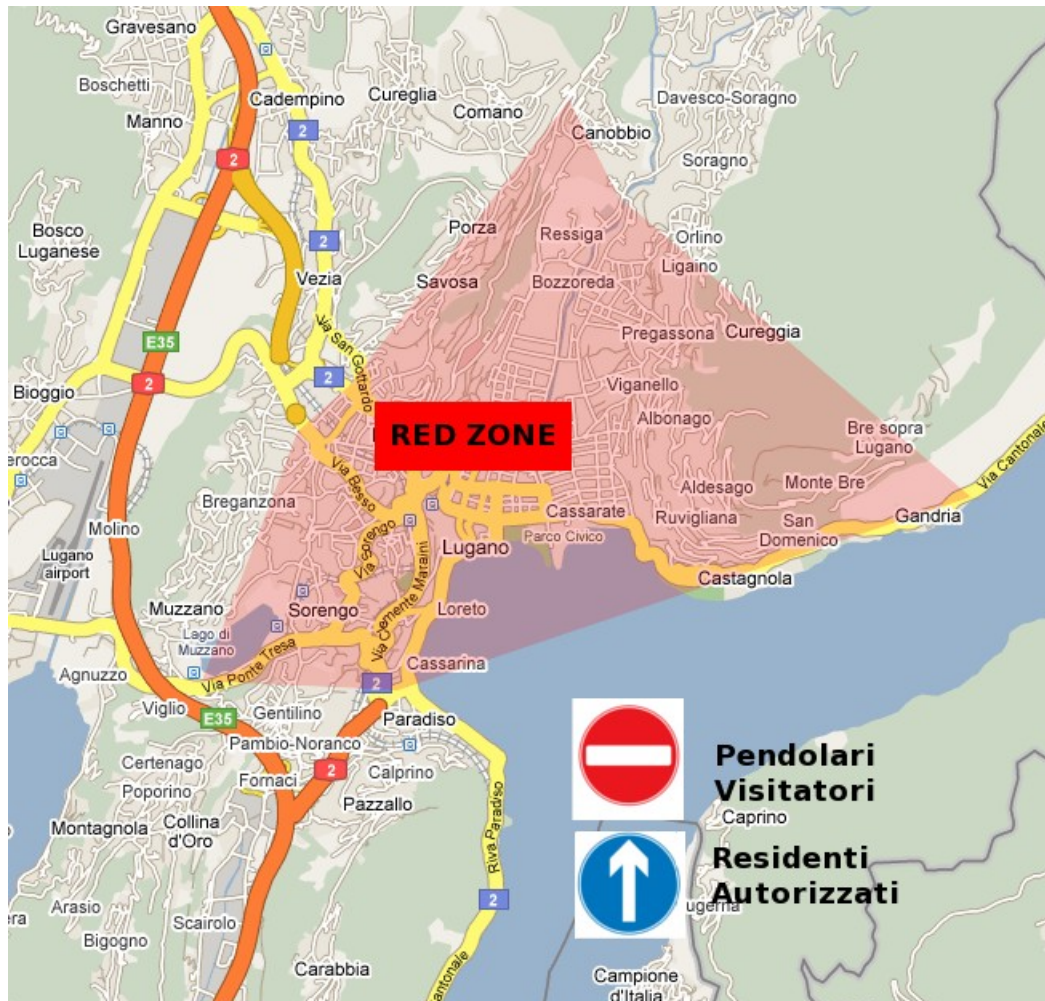 Gravesano
Boschetti
Manno
Cadempino
Cureglia
Comano
Davesco-Soragno
Canobbio
Soragno
2
2
Bosco
Luganese
Porza
Ressiga
Orlino
Ligaino
2
Vezia
Savosa
Bozzoreda
Pregassona
Cureggia
Via San Gottardo
E35
2
2
Bioggio
Viganello
Albonago
RED ZONE
Bre sopra
Lugano
Via Cantonale
Via Besso
Breganzona
Aldesago
Monte Bre
Molino
Cassarate
Ruvigliana
San
Domenico
Gandria
Parco Civico
Lugano
airport
Via Sorengo
Lugano
Castagnola
Muzzano
Sorengo
Via Clemente Maraini
Loreto
Lago di
Muzzano
Agnuzzo
Via Ponte Tresa
Cassarina
2
Viglio
E35
Gentilino
Paradiso
Pambio-Noranco
Certenago
Fornaci
2
Calprino
Poporino
Pazzallo
Montagnola
Collina
d'Oro
Riva Paradiso
Pendolari
Visitatori
Caprino
Residenti
Autorizzati
2
Arasio
Scairolo
Bigogno
Carabbia
Campione
d'Italia